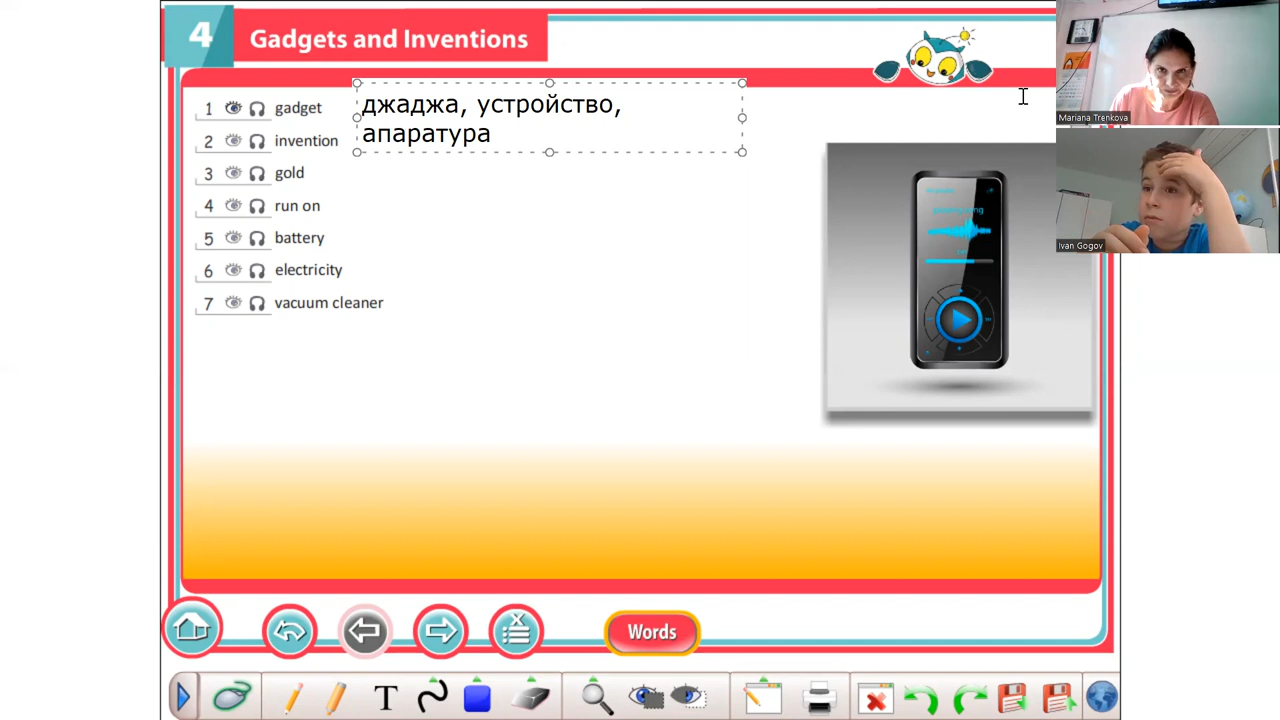 4
Gadgets and Inventions
1 gadget
джаджа, устройство,
апаратура
2 invention
3 gold
4 run on
5 battery
6 electricity
7 vacuum cleaner
Mariana Trenkova
Ivan Gogov
Words
T